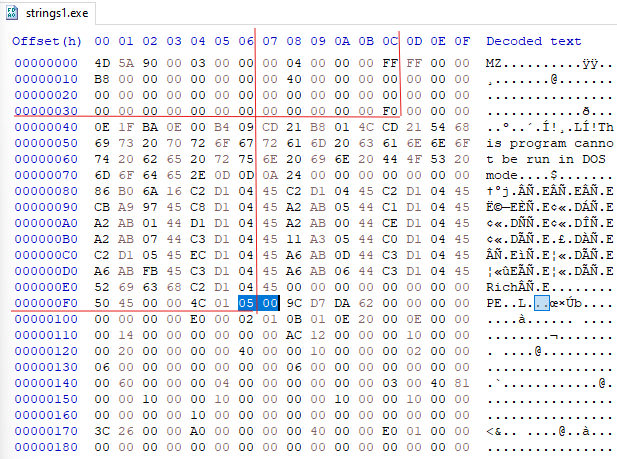 strings1.exe
Offset(h) 00 01 02 03 04 05 06 07 08 09 0A 0B 0C 0D 0E 0F Decoded text
00000000 4D 5A 90 00 03 00 00 00 04 00 00 00 FF FF 00 00 MZ..........ÿÿ..
00000010 B8 00 00 00 00 00 00 00 40 00 00 00 00 00 00 00 ¸.......@.......
00000020 00 00 00 00 00 00 00 00 00 00 00 00 00 00 00 00 ................
00000030 00 00 00 00 00 00 00 00 00 00 00 00 F0 00 00 00 ............ð...
00000040 0E 1F BA 0E 00 B4 09 CD 21 B8 01 4C CD 21 54 68 ..º..´.Í!¸.LÍ!Th
00000050 69 73 20 70 72 6F 67 72 61 6D 20 63 61 6E 6E 6F is program canno
00000060 74 20 62 65 20 72 75 6E 20 69 6E 20 44 4F 53 20 t be run in DOS
00000070 6D 6F 64 65 2E 0D 0D 0A 24 00 00 00 00 00 00 00 mode....$.......
00000080 86 B0 6A 16 C2 D1 04 45 C2 D1 04 45 C2 D1 04 45 †°j.ÂÑ.EÂÑ.EÂÑ.E
00000090 CB A9 97 45 C8 D1 04 45 A2 AB 05 44 C1 D1 04 45 Ë©—EÈÑ.E¢«.DÁÑ.E
000000A0 A2 AB 01 44 D1 D1 04 45 A2 AB 00 44 CE D1 04 45 ¢«.DÑÑ.E¢«.DÎÑ.E
000000B0 A2 AB 07 44 C3 D1 04 45 11 A3 05 44 C0 D1 04 45 ¢«.DÃÑ.E.£.DÀÑ.E
000000C0 C2 D1 05 45 EC D1 04 45 A6 AB 0D 44 C3 D1 04 45 ÂÑ.EìÑ.E¦«.DÃÑ.E
000000D0 A6 AB FB 45 C3 D1 04 45 A6 AB 06 44 C3 D1 04 45 ¦«ûEÃÑ.E¦«.DÃÑ.E
000000E0 52 69 63 68 C2 D1 04 45 00 00 00 00 00 00 00 00 RichÂÑ.E........
000000F0 50 45 00 00 4C 01 05 00 9C D7 DA 62 00 00 00 00 PE..L...œ×Úb....
00000100 00 00 00 00 E0 00 02 01 0B 01 0E 20 00 0E 00 00 ....à...... ....
00000110 00 14 00 00 00 00 00 00 AC 12 00 00 00 10 00 00 ........¬.......
00000120 00 20 00 00 00 00 40 00 00 10 00 00 00 02 00 00 . ....@.........
00000130 06 00 00 00 00 00 00 00 06 00 00 00 00 00 00 00 ................
00000140 00 60 00 00 00 04 00 00 00 00 00 00 03 00 40 81 .`............@.
00000150 00 00 10 00 00 10 00 00 00 00 10 00 00 10 00 00 ................
00000160 00 00 00 00 10 00 00 00 00 00 00 00 00 00 00 00 ................
00000170 3C 26 00 00 A0 00 00 00 00 40 00 00 E0 01 00 00 <&.. ....@..à...
00000180 00 00 00 00 00 00 00 00 00 00 00 00 00 00 00 00 ................